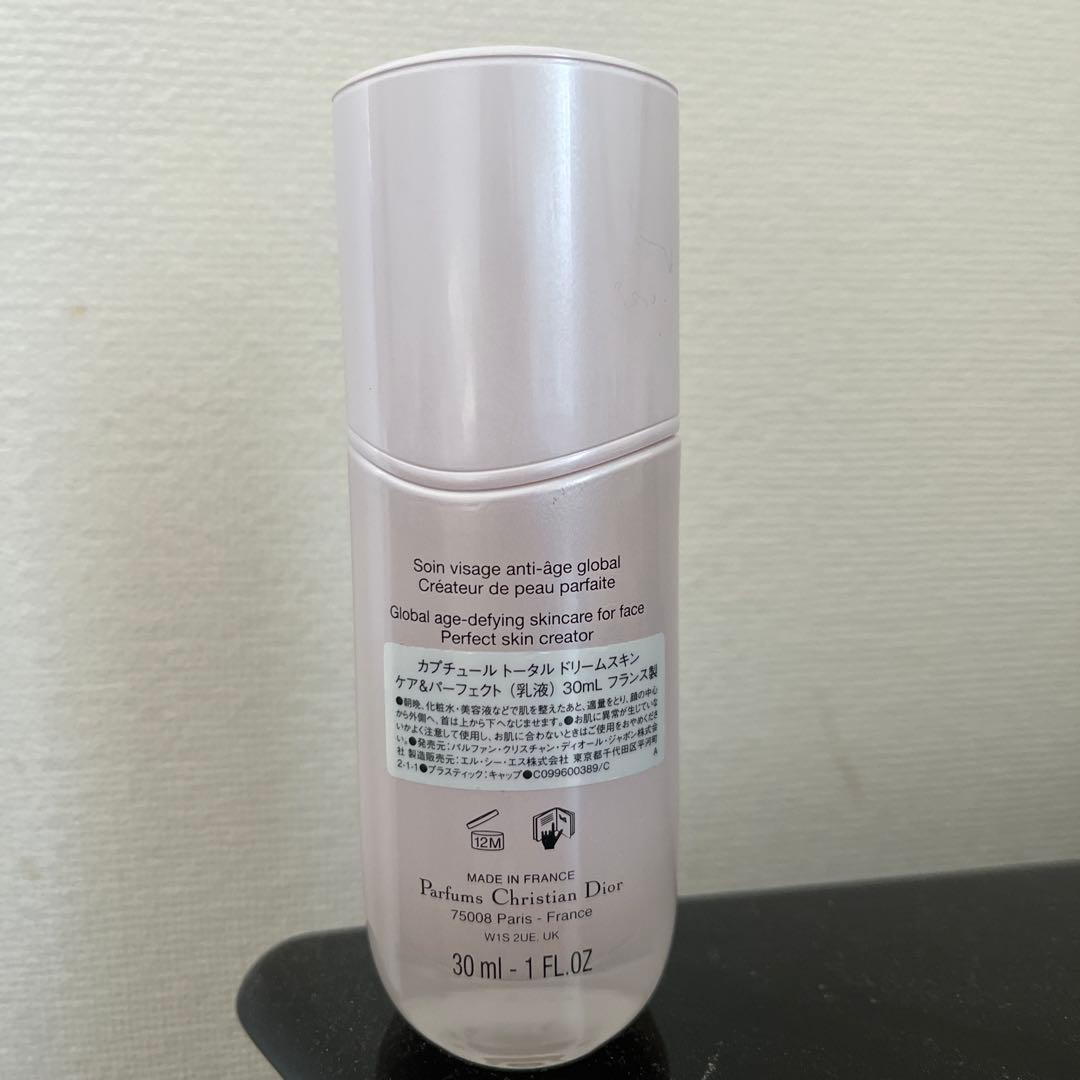 Soin visage anti-âge global
Créateur de peau parfaite
Global age-defying skincare for face
Perfect skin creator
カプチュール トータル ドリームスキン
ケア&パーフェクト（乳液）30mL フランス製
●朝晩、化粧水・美容液などで肌を整えたあと、適量をとり、顔の中心
から外側へ、首は上から下へなじませます。●お肌に異常が生じていな
いかよく注意して使用し、お肌に合わないときはご使用をおやめくださ
い。●発売元：パルファン・クリスチャン・ディオール・ジャポン株式会
社 製造販売元：エル・シー・エス株式会社 東京都千代田区平河町
2-1-1●プラスティック：キャップ●C099600389/C A
12M
MADE IN FRANCE
Parfums Christian Dior
75008 Paris - France
W1S 2UE, UK
30 ml - 1 FL.OZ